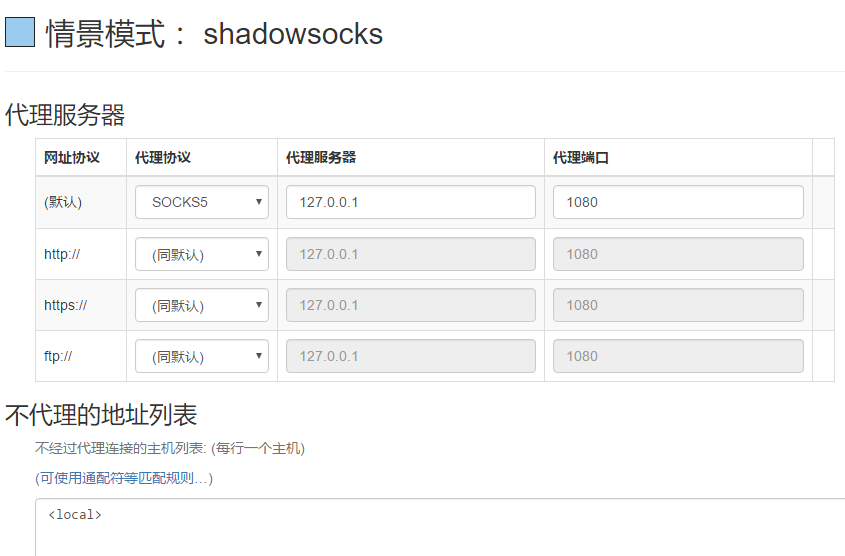 情景模式： shadowsocks
代理服务器
网址协议 代理协议 代理服务器 代理端口
(默认) SOCKS5 127.0.0.1 1080
http:// (同默认) 127.0.0.1 1080
https:// (同默认) 127.0.0.1 1080
ftp:// (同默认) 127.0.0.1 1080
不代理的地址列表
不经过代理连接的主机列表: (每行一个主机)
(可使用通配符等匹配规则…)
<local>